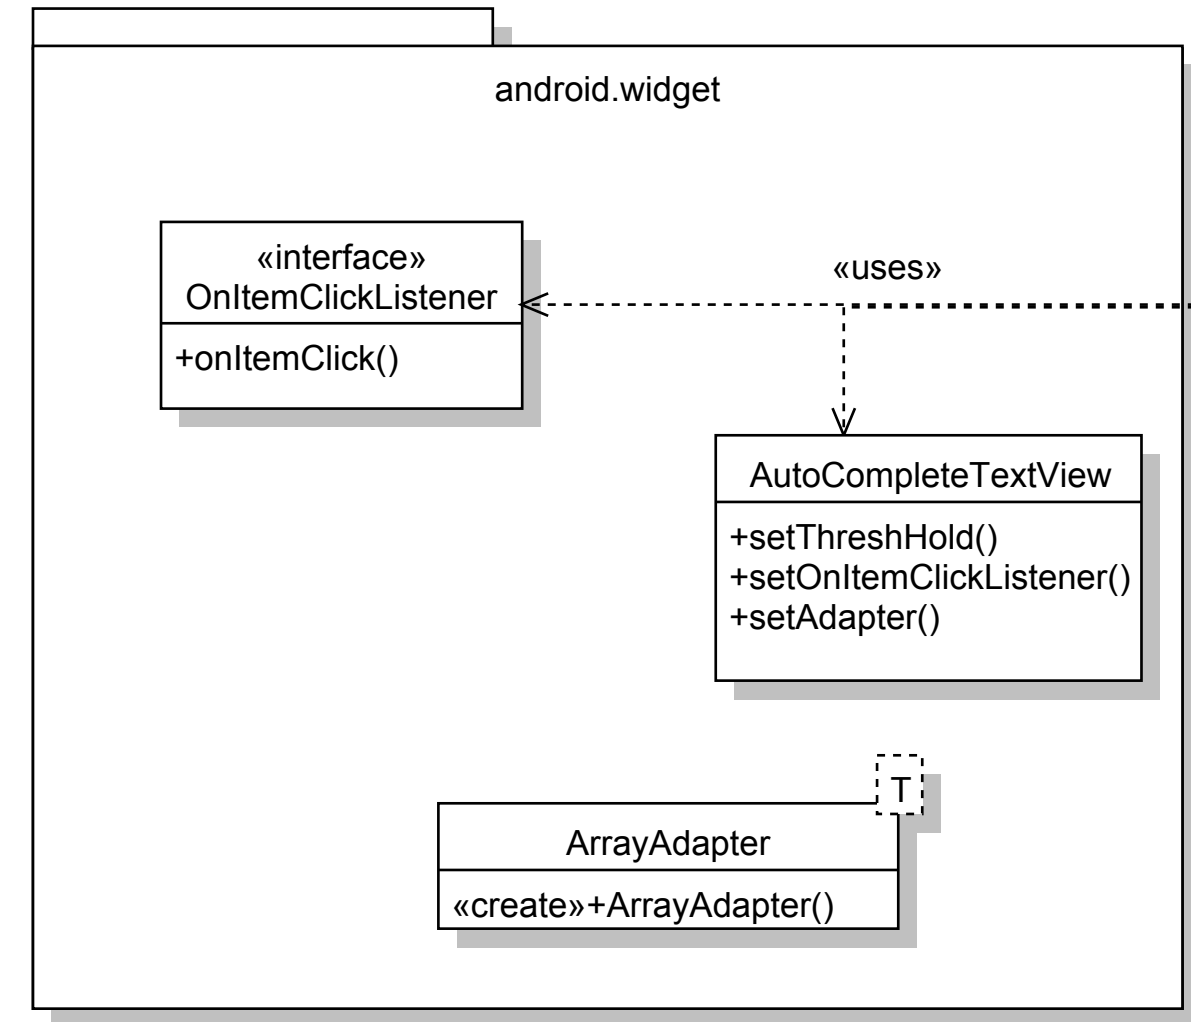 android.widget
«interface»
OnItemClickListener
+onItemClick()
«uses»
AutoCompleteTextView
+setThreshHold()
+setOnItemClickListener()
+setAdapter()
T
ArrayAdapter
«create»+ArrayAdapter()